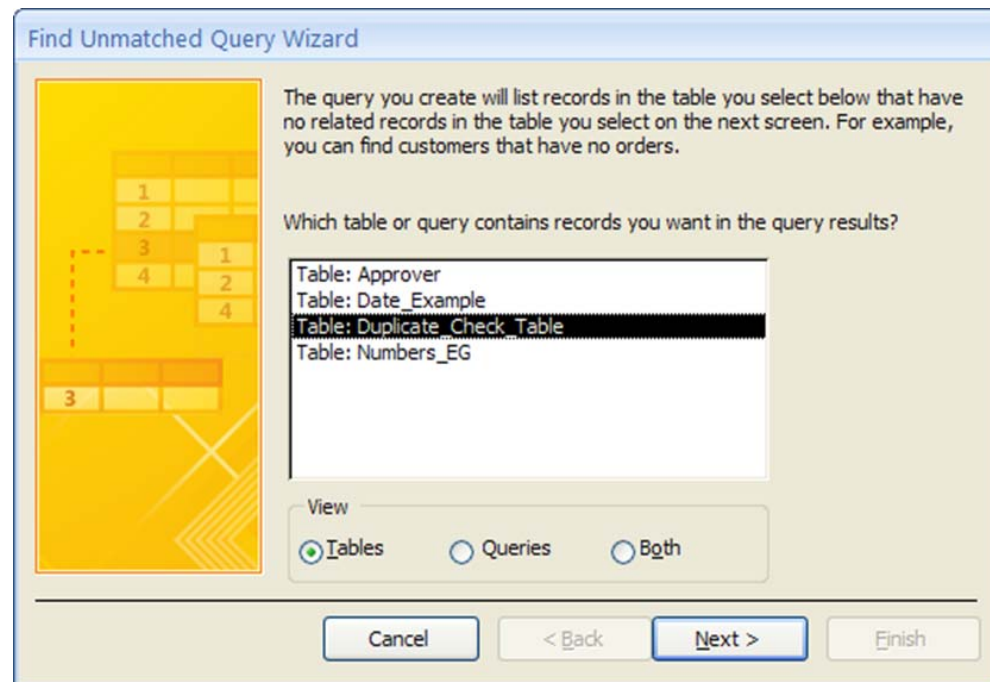 Find Unmatched Query Wizard
The query you create will list records in the table you select below that have
no related records in the table you select on the next screen. For example,
you can find customers that have no orders.
1
2
3
4
1
2
4
3
Which table or query contains records you want in the query results?
Table: Approver
Table: Date_Example
Table: Duplicate_Check_Table
Table: Numbers_EG
View
Tables Queries Both
Cancel < Back Next > Finish